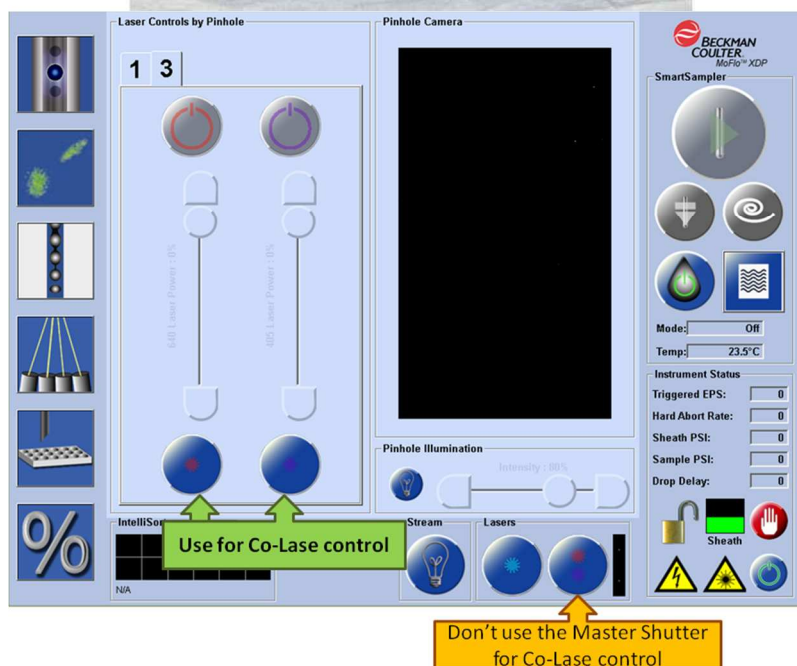 Laser Controls by Pinhole
1 3
640 Laser Power : 0%
405 Laser Power : 0%
Use for Co-Lase control
Pinhole Camera
Pinhole Illumination
Intensity : 80%
N/A
Stream
Lasers
Don't use the Master Shutter
for Co-Lase control
BECKMAN
COULTER
MoFlo™ XDP
SmartSampler
Mode: Off
Temp: 23.5°C
Instrument Status
Triggered EPS: 0
Hard Abort Rate: 0
Sheath PSI: 0
Sample PSI: 0
Drop Delay: 0
Sheath
%